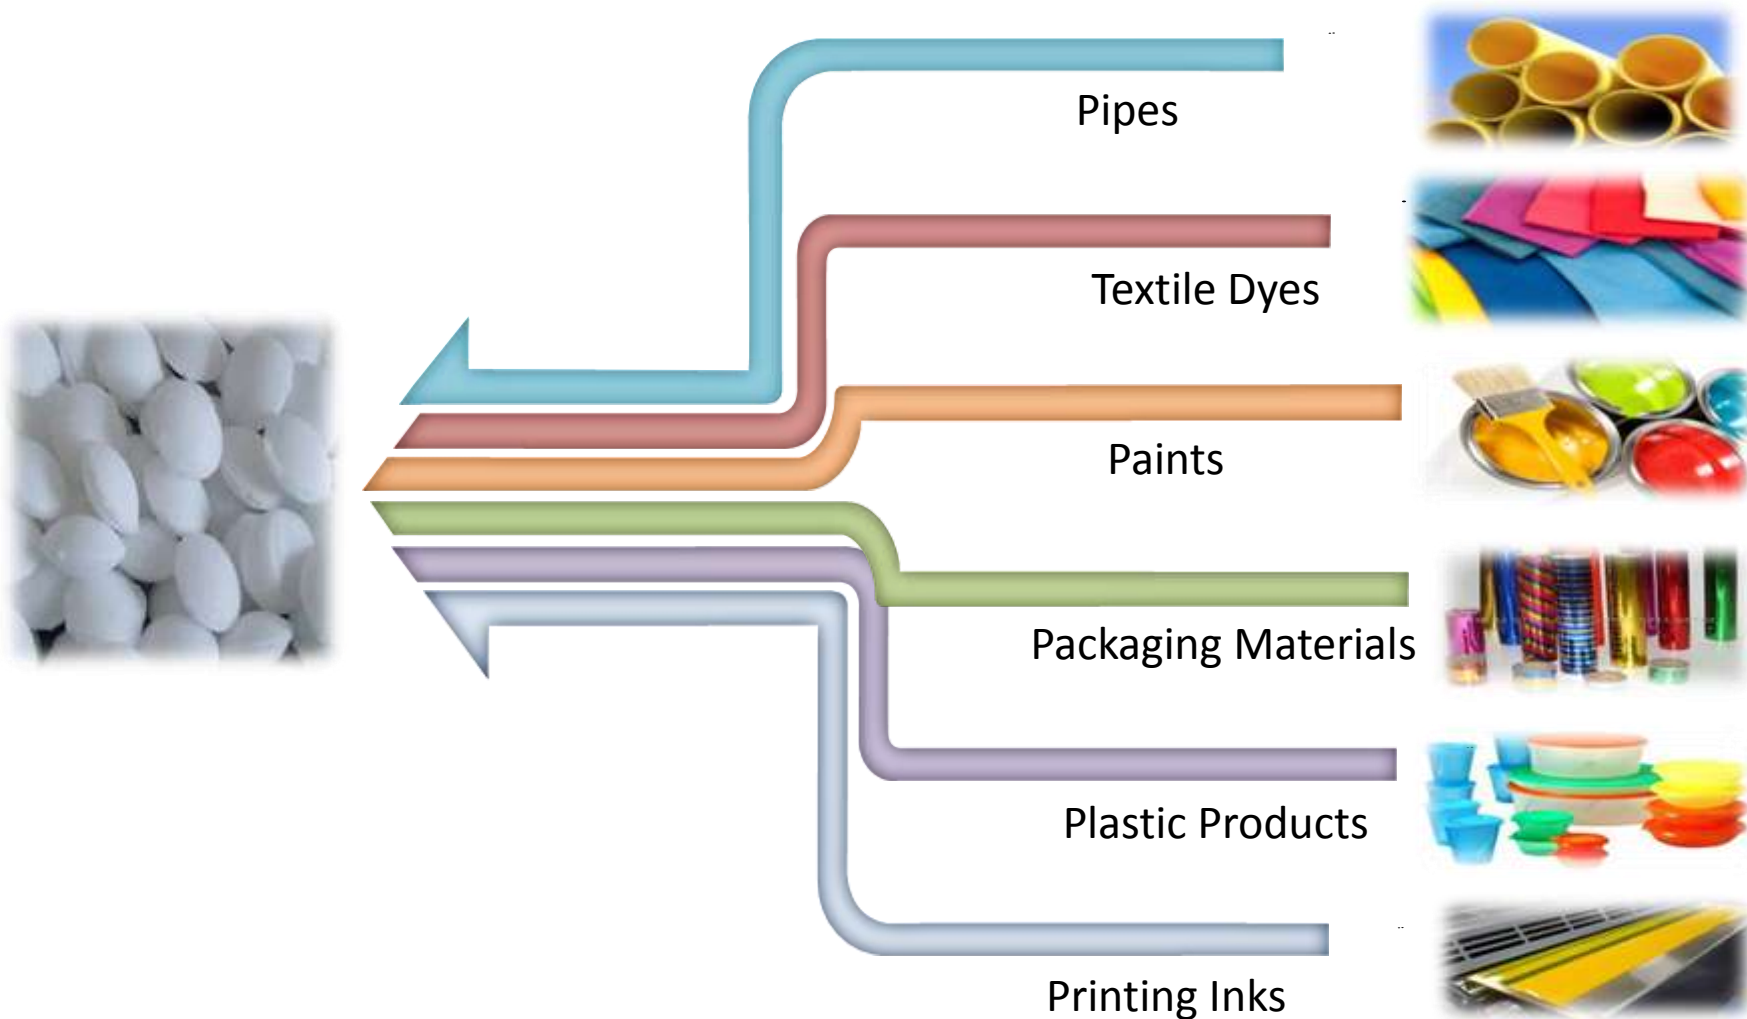 Pipes
Textile Dyes
Paints
Packaging Materials
Plastic Products
Printing Inks